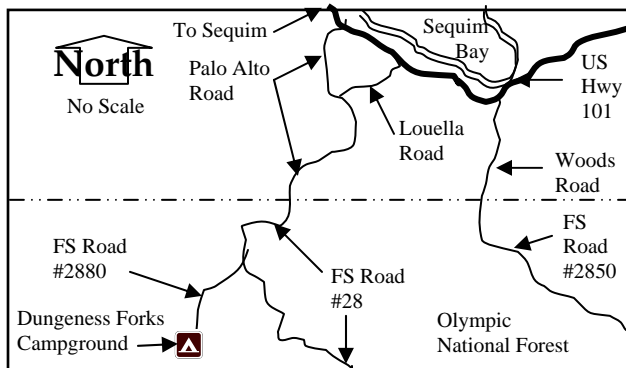 To Sequim
Sequim
Bay
North
No Scale
Palo Alto
Road
US
Hwy
101
Louella
Road
Woods
Road
FS Road
#2880
FS Road
#28
FS
Road
#2850
Dungeness Forks
Campground
Olympic
National Forest